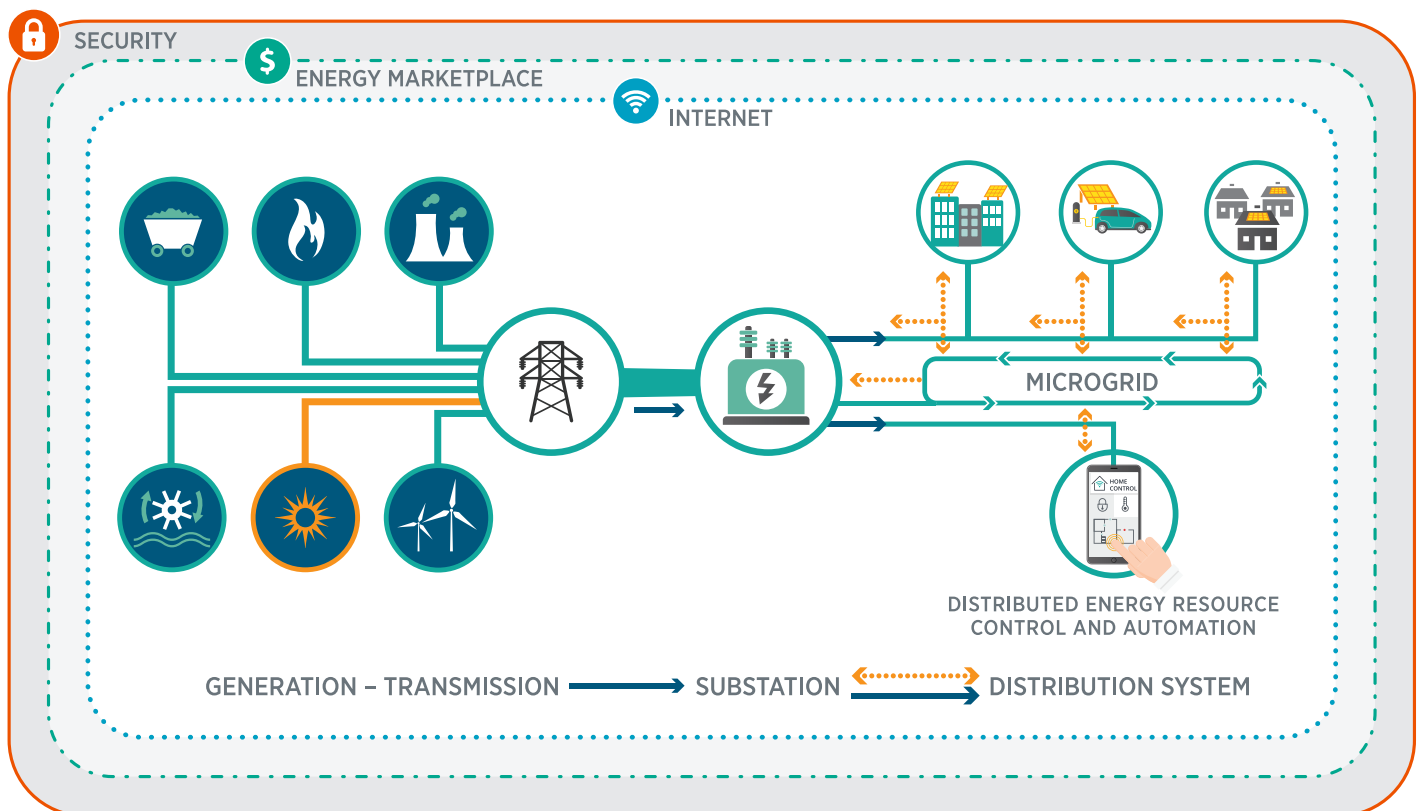 SECURITY
$
ENERGY MARKETPLACE
INTERNET
MICROGRID
HOME
CONTROL
DISTRIBUTED ENERGY RESOURCE
CONTROL AND AUTOMATION
GENERATION – TRANSMISSION
SUBSTATION
DISTRIBUTION SYSTEM